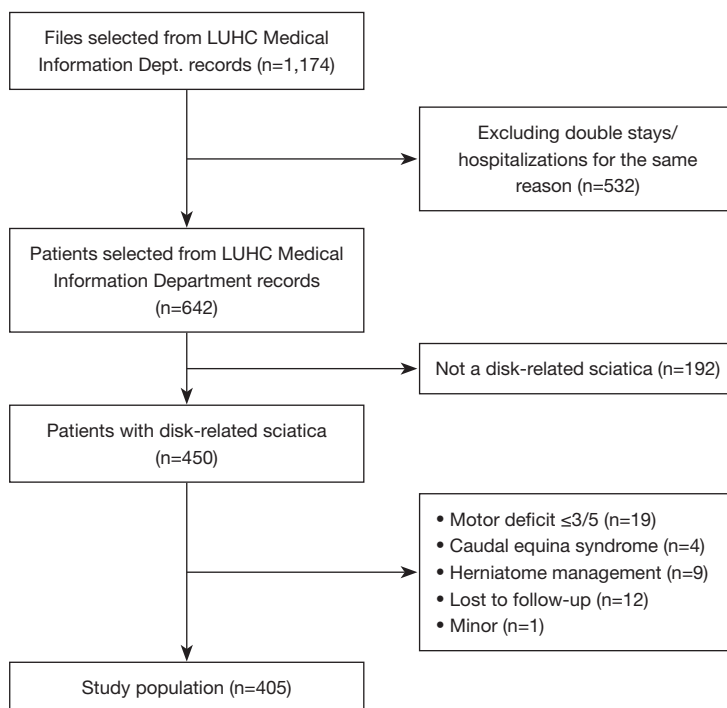 Files selected from LUHC Medical
Information Dept. records (n=1,174)
Excluding double stays/
hospitalizations for the same
reason (n=532)
Patients selected from LUHC Medical
Information Department records
(n=642)
Not a disk-related sciatica (n=192)
Patients with disk-related sciatica
(n=450)
• Motor deficit ≤3/5 (n=19)
• Caudal equina syndrome (n=4)
• Herniatome management (n=9)
• Lost to follow-up (n=12)
• Minor (n=1)
Study population (n=405)